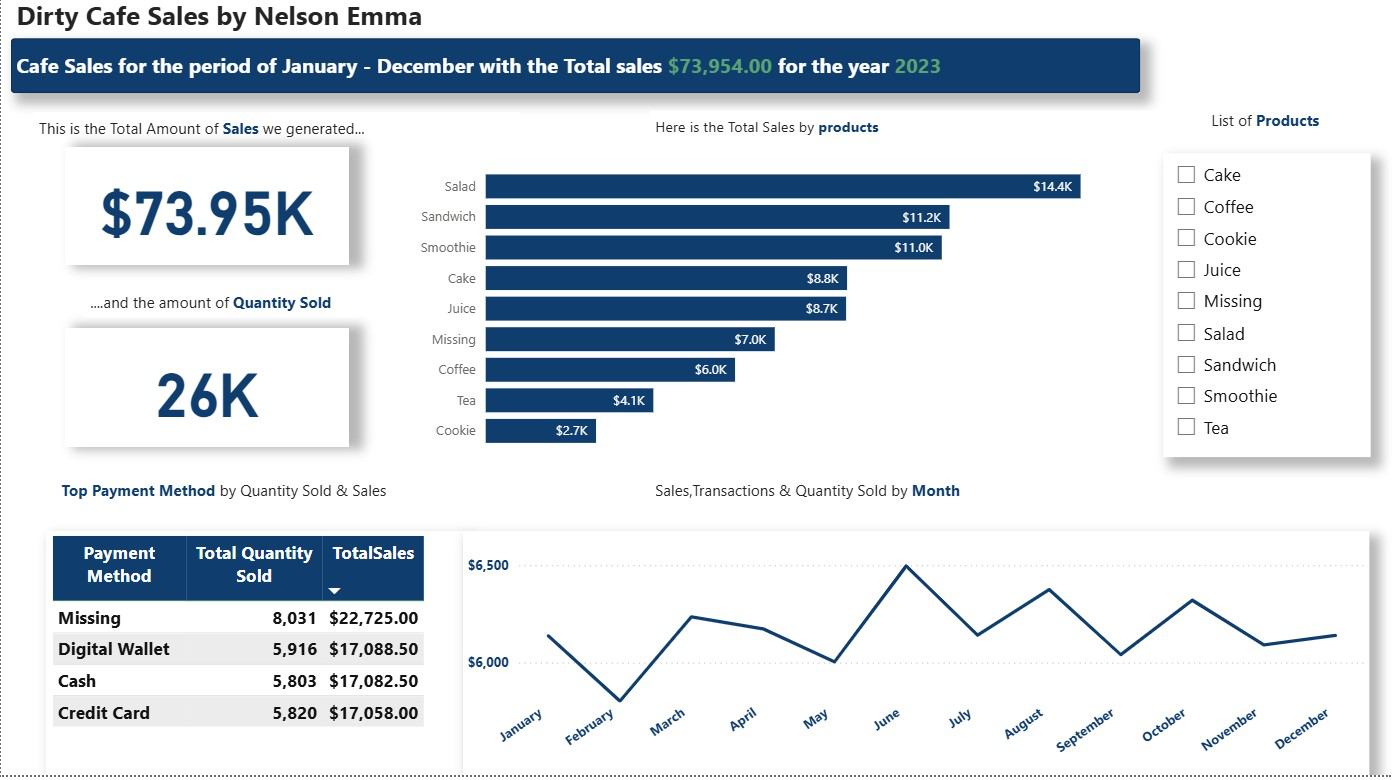 Dirty Cafe Sales by Nelson Emma
Cafe Sales for the period of January - December with the Total sales $73,954.00 for the year 2023
This is the Total Amount of Sales we generated...
$73.95K
....and the amount of Quantity Sold
26K
Here is the Total Sales by products
Salad $14.4K
Sandwich $11.2K
Smoothie $11.0K
Cake $8.8K
Juice $8.7K
Missing $7.0K
Coffee $6.0K
Tea $4.1K
Cookie $2.7K
List of Products
Cake
Coffee
Cookie
Juice
Missing
Salad
Sandwich
Smoothie
Tea
Top Payment Method by Quantity Sold & Sales
Payment Total Quantity TotalSales
Method Sold
Missing 8,031 $22,725.00
Digital Wallet 5,916 $17,088.50
Cash 5,803 $17,082.50
Credit Card 5,820 $17,058.00
Sales,Transactions & Quantity Sold by Month
$6,500
$6,000
January February March April May June July August September October November December